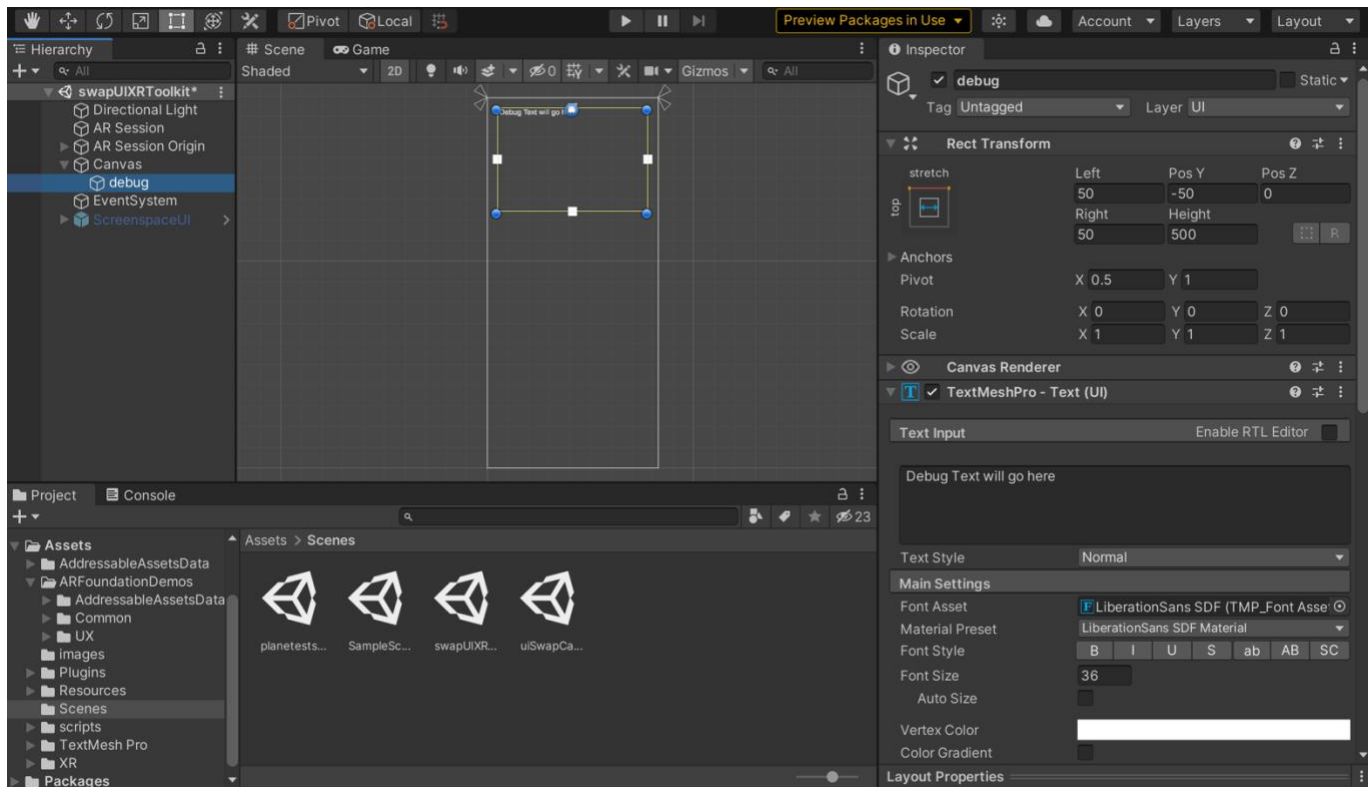 Pivot Local Preview Packages in Use Account Layers Layout
Hierarchy
All
swapUIXRToolkit*
Directional Light
AR Session
AR Session Origin
Canvas
debug
EventSystem
ScreenspaceUI
# Scene Game
Shaded 2D 0 Gizmos All
Debug Text will go
Inspector
debug Static
Tag Untagged Layer UI
Rect Transform
stretch Left Pos Y Pos Z
50 -50 0
top Right Height
50 500 R
Anchors
Pivot X 0.5 Y 1
Rotation X 0 Y 0 Z 0
Scale X 1 Y 1 Z 1
Canvas Renderer
TextMeshPro - Text (UI)
Text Input Enable RTL Editor
Debug Text will go here
Text Style Normal
Main Settings
Font Asset F LiberationSans SDF (TMP_Font Asse
Material Preset LiberationSans SDF Material
Font Style B I U S ab AB SC
Font Size 36
Auto Size
Vertex Color
Color Gradient
Layout Properties
Project Console
23
Assets
AddressableAssetsData
ARFoundationDemos
AddressableAssetsData
Common
UX
images
Plugins
Resources
Scenes
scripts
TextMesh Pro
XR
Packages
Assets > Scenes
planetests... SampleSc... swapUIXR... uiSwapCa...